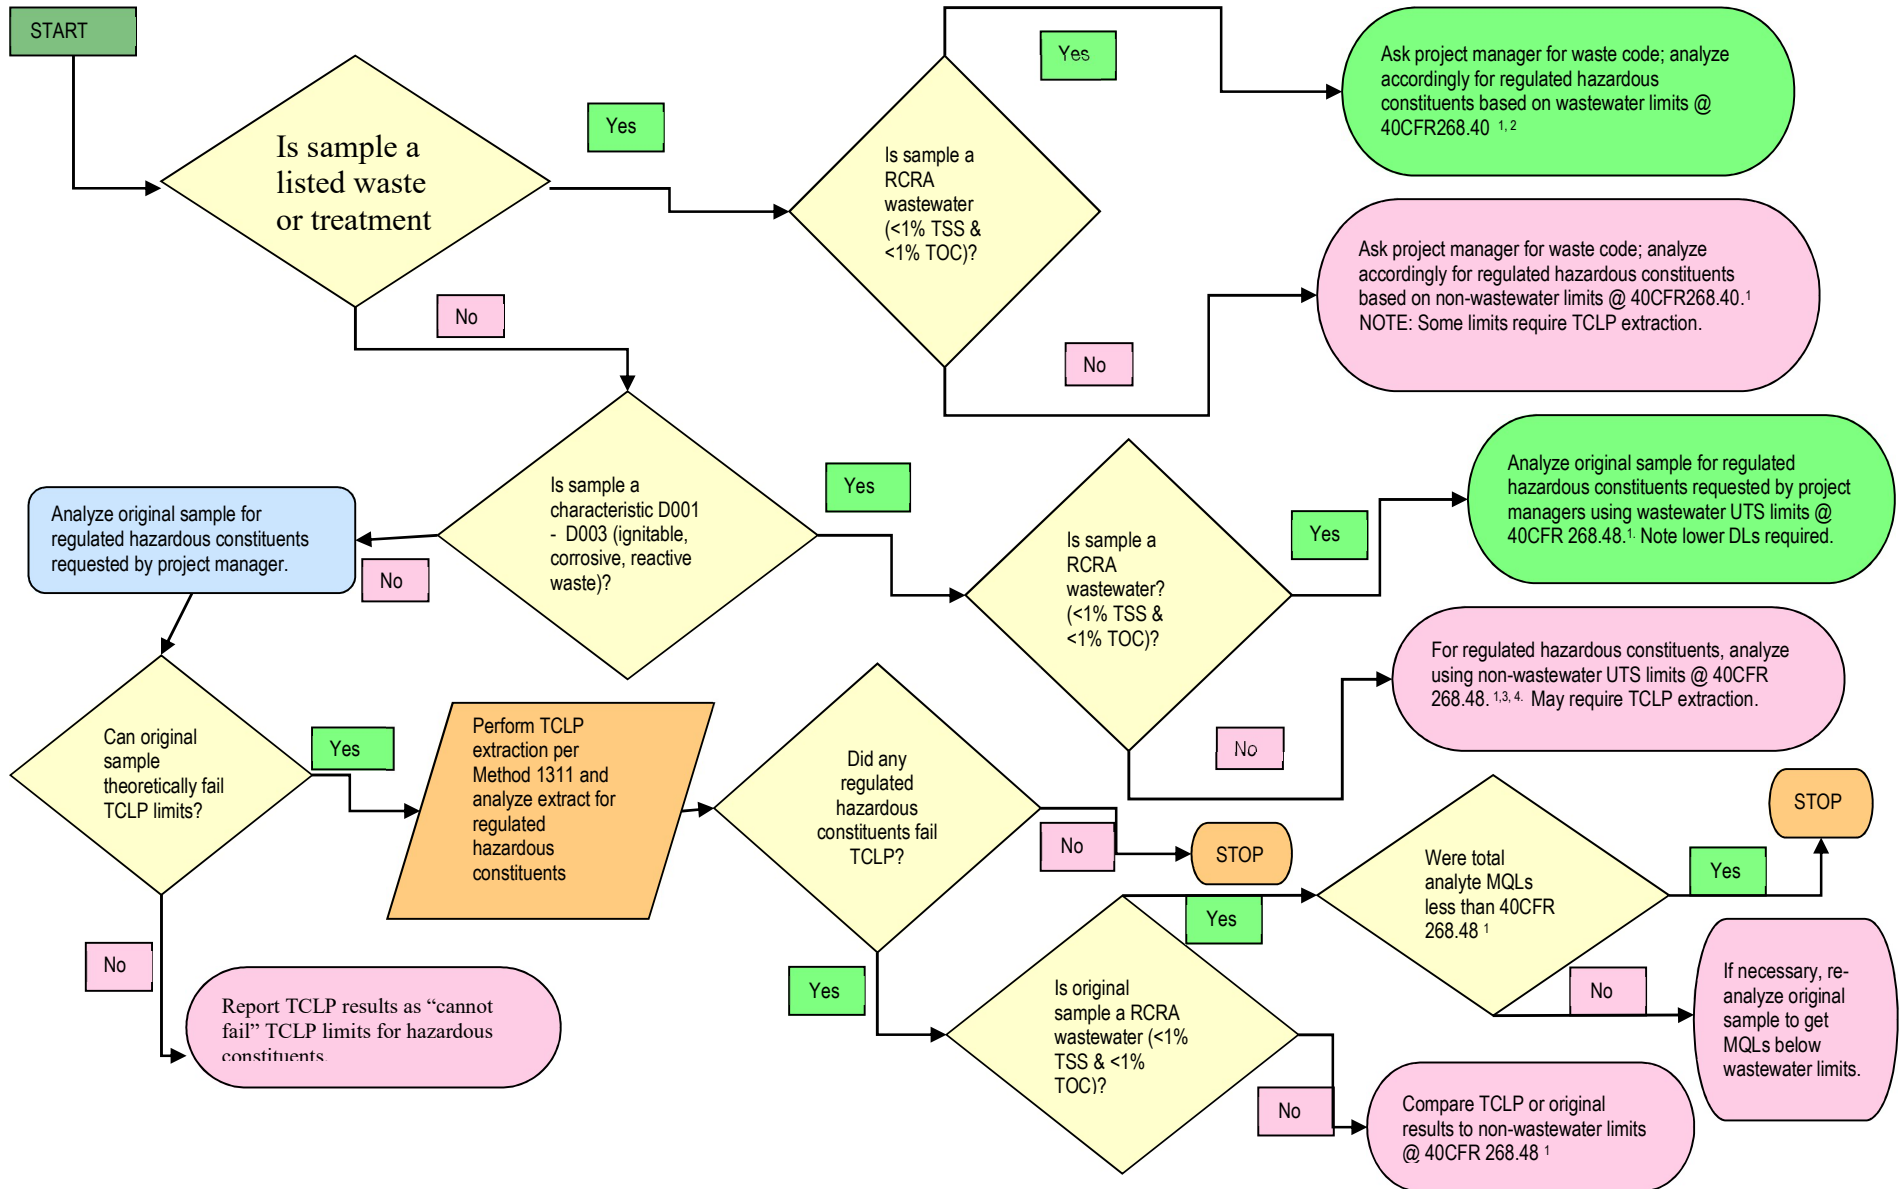 START
Is sample a
listed waste
or treatment
Yes
Is sample a
RCRA
wastewater
(<1% TSS &
<1% TOC)?
Yes
Ask project manager for waste code; analyze
accordingly for regulated hazardous
constituents based on wastewater limits @
40CFR268.40 1, 2
No
Ask project manager for waste code; analyze
accordingly for regulated hazardous constituents
based on non-wastewater limits @ 40CFR268.40.1
NOTE: Some limits require TCLP extraction.
No
Is sample a
characteristic D001
- D003 (ignitable,
corrosive, reactive
waste)?
Yes
Is sample a
RCRA
wastewater?
(<1% TSS &
<1% TOC)?
Yes
Analyze original sample for regulated
hazardous constituents requested by project
managers using wastewater UTS limits @
40CFR 268.48.1. Note lower DLs required.
No
For regulated hazardous constituents, analyze
using non-wastewater UTS limits @ 40CFR
268.48. 1,3, 4. May require TCLP extraction.
No
Analyze original sample for
regulated hazardous constituents
requested by project manager.
Can original
sample
theoretically fail
TCLP limits?
Yes
Perform TCLP
extraction per
Method 1311 and
analyze extract for
regulated
hazardous
constituents
No
Report TCLP results as “cannot
fail” TCLP limits for hazardous
constituents.
Did any
regulated
hazardous
constituents fail
TCLP?
No
STOP
Yes
Is original
sample a RCRA
wastewater (<1%
TSS & <1%
TOC)?
Yes
Were total
analyte MQLs
less than 40CFR
268.48 1
Yes
STOP
No
If necessary, re-
analyze original
sample to get
MQLs below
wastewater limits.
No
Compare TCLP or original
results to non-wastewater limits
@ 40CFR 268.48 1